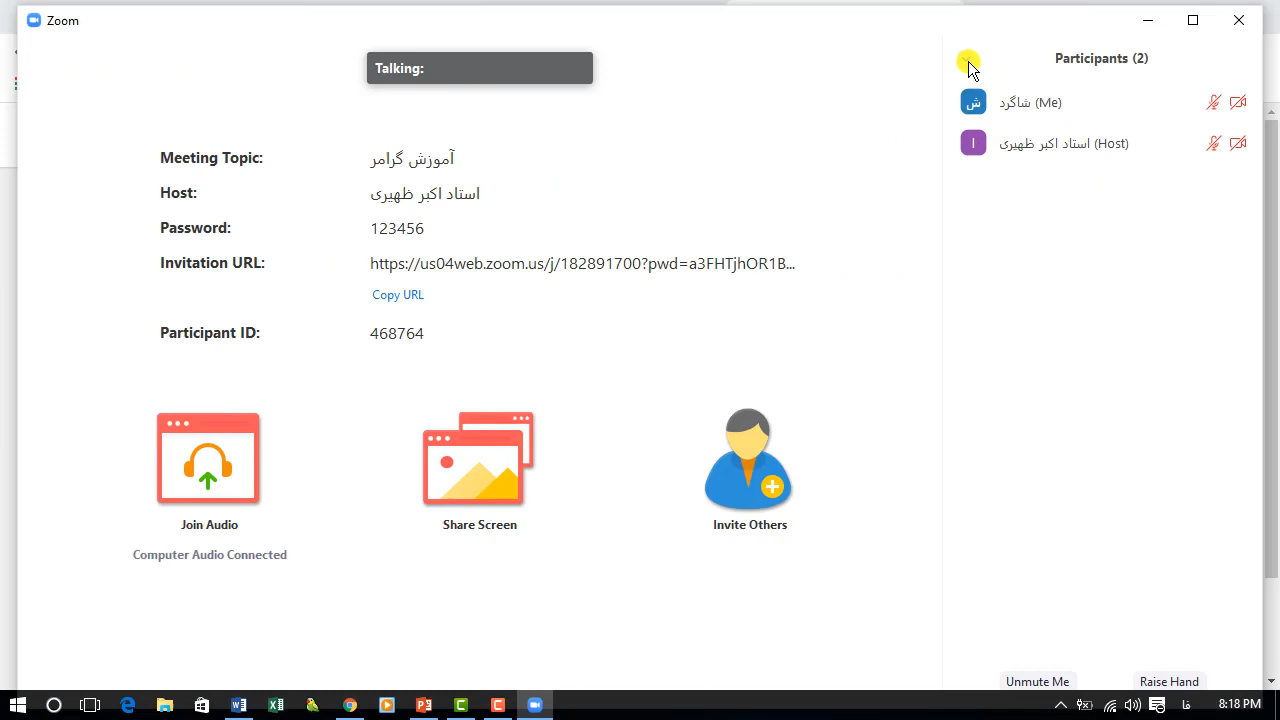 Zoom
Talking:
Participants (2)
ش شاگرد (Me)
ا استاد اکبر ظهیری (Host)
Meeting Topic: آموزش گرامر
Host: استاد اکبر ظهیری
Password: 123456
Invitation URL: https://us04web.zoom.us/j/182891700?pwd=a3FHTjhOR1B...
Copy URL
Participant ID: 468764
Join Audio Share Screen Invite Others
Computer Audio Connected
Unmute Me Raise Hand
فا 8:18 PM